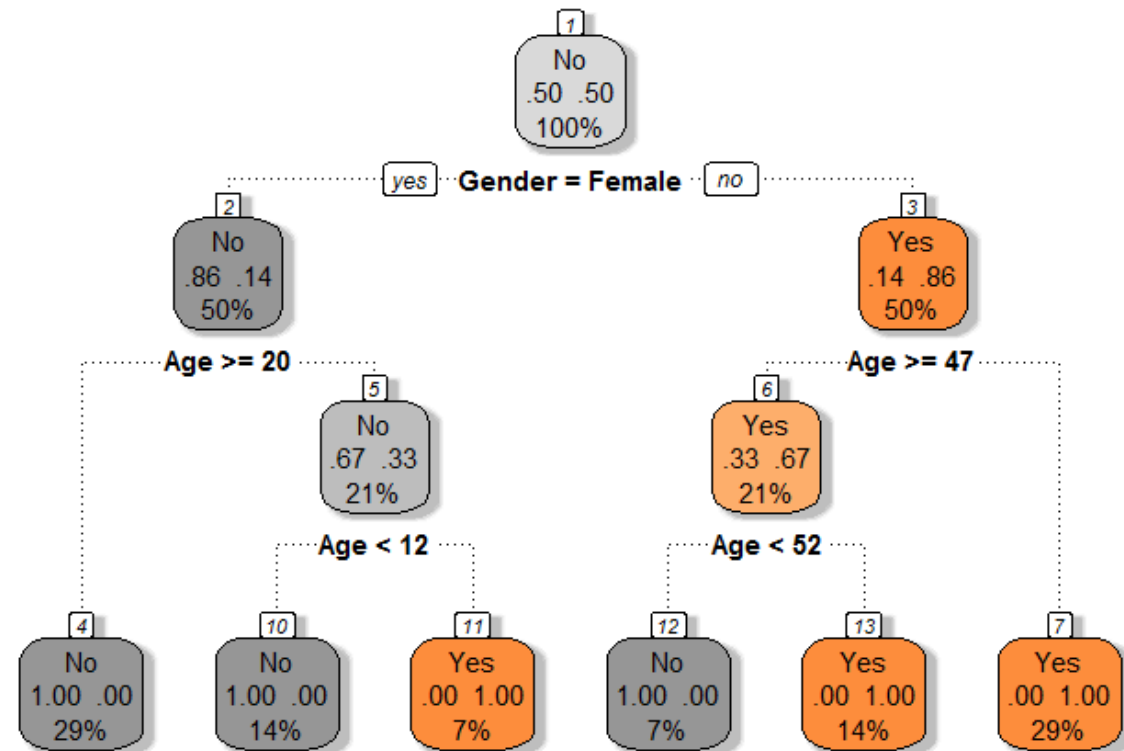 1
No
.50 .50
100%
yes Gender = Female no
2
No
.86 .14
50%
3
Yes
.14 .86
50%
Age >= 20
Age >= 47
5
No
.67 .33
21%
6
Yes
.33 .67
21%
Age < 12
Age < 52
4
No
1.00 .00
29%
10
No
1.00 .00
14%
11
Yes
.00 1.00
7%
12
No
1.00 .00
7%
13
Yes
.00 1.00
14%
7
Yes
.00 1.00
29%